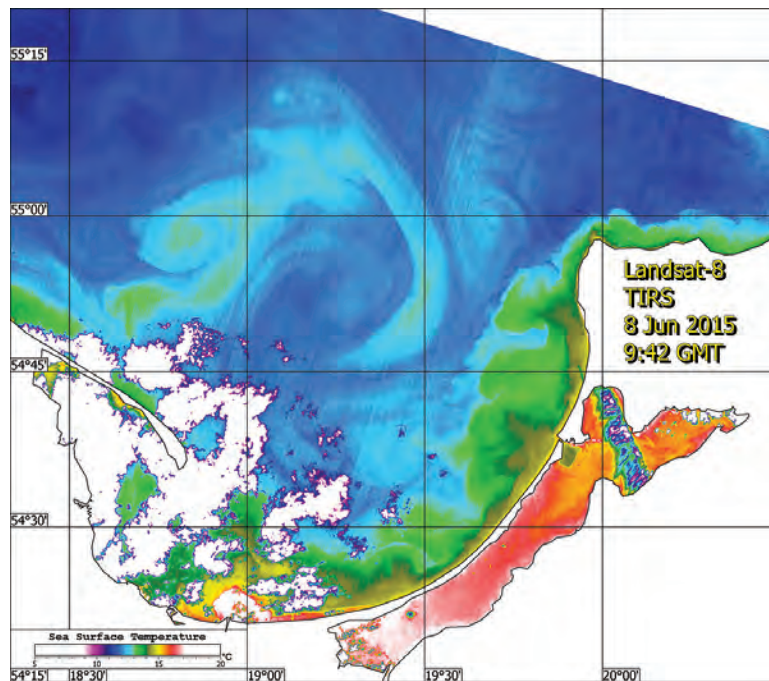 55°15'
55°00'
Landsat-8
TIRS
8 Jun 2015
9:42 GMT
54°45'
54°30'
Sea Surface Temperature
5 10 15 20 °C
54°15' 18°30' 19°00' 19°30' 20°00'